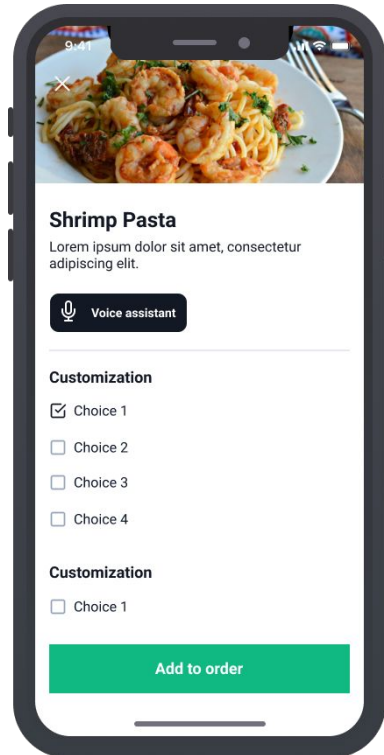 9:41
Shrimp Pasta
Lorem ipsum dolor sit amet, consectetur
adipiscing elit.
Voice assistant
Customization
Choice 1
Choice 2
Choice 3
Choice 4
Customization
Choice 1
Add to order